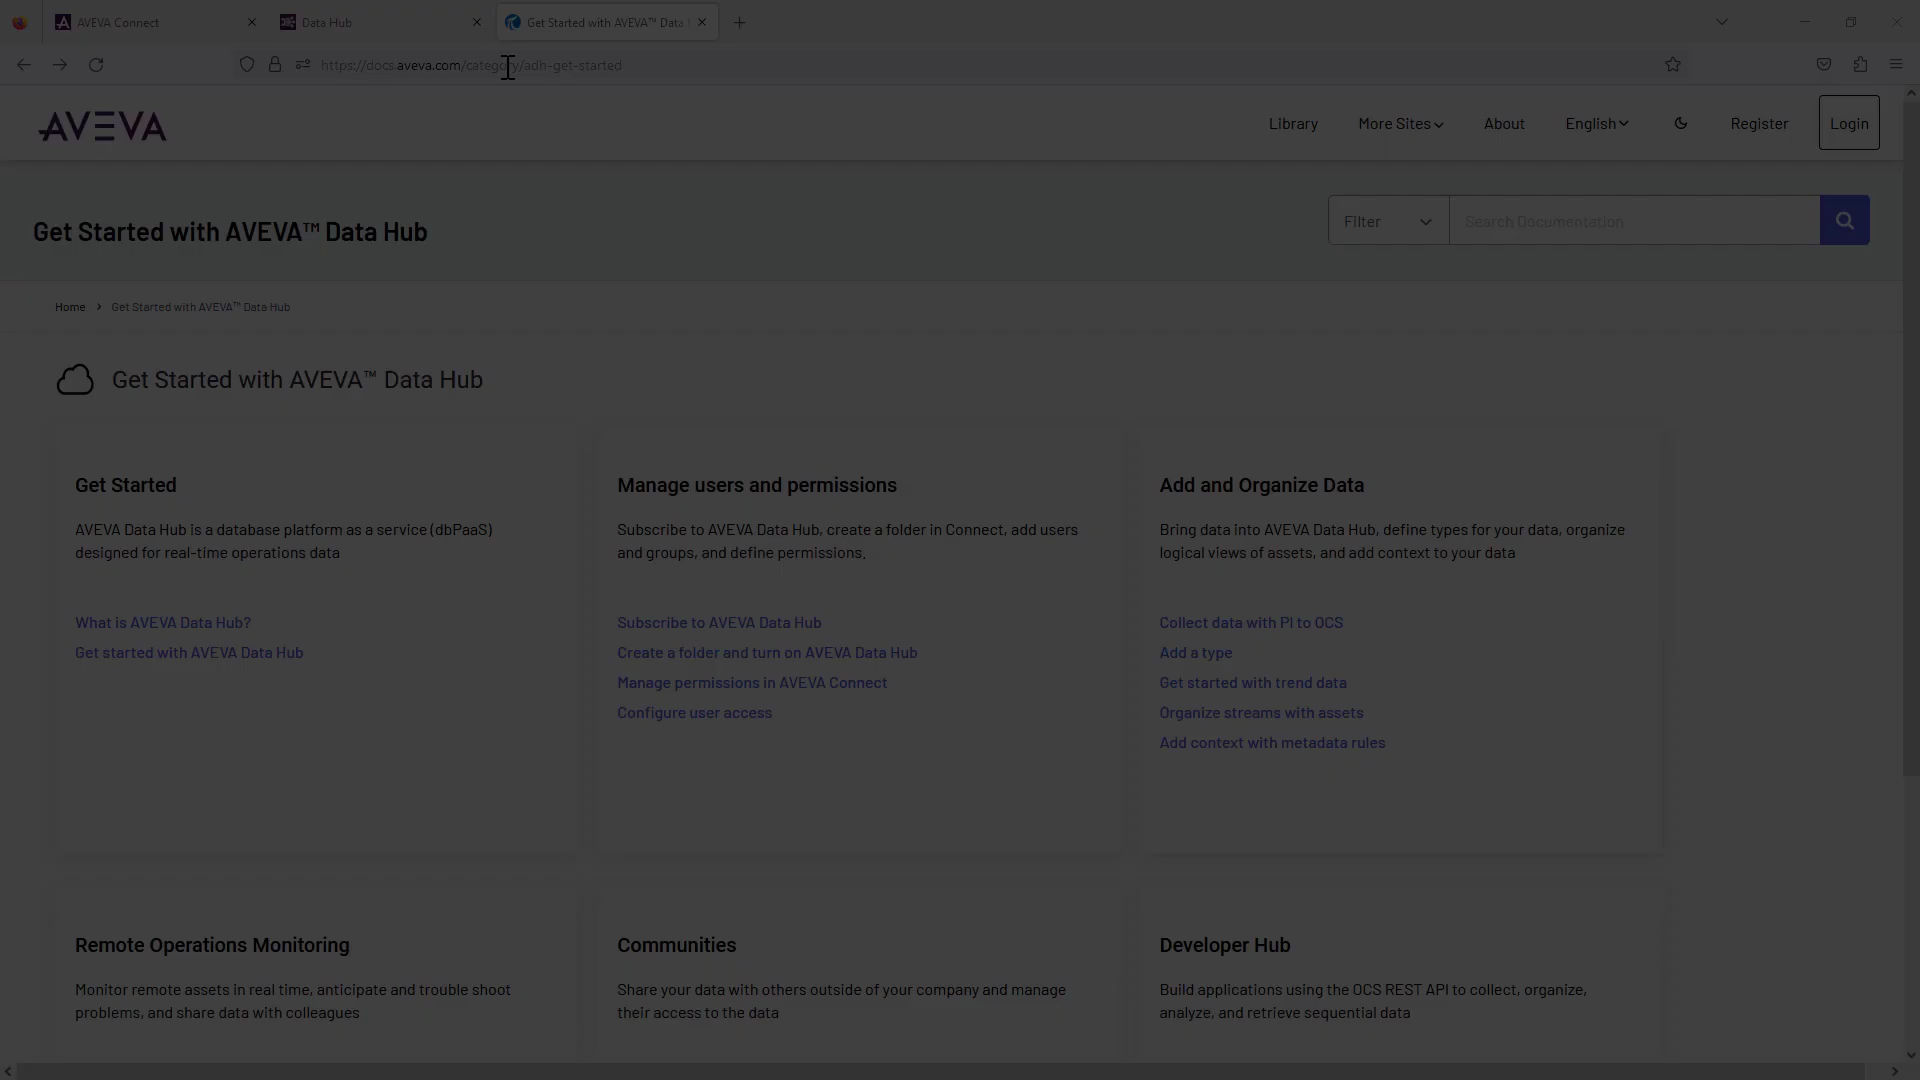 AVEVA Connect
Data Hub
Get Started with AVEVA™ Data
https://docs.aveva.com/category/adh-get-started
AVEVA
Library
More Sites
About
English
Register
Login
Get Started with AVEVA™ Data Hub
Filter
Search Documentation
Home > Get Started with AVEVA™ Data Hub
Get Started with AVEVA™ Data Hub
Get Started
AVEVA Data Hub is a database platform as a service (dbPaaS)
designed for real-time operations data
What is AVEVA Data Hub?
Get started with AVEVA Data Hub
Manage users and permissions
Subscribe to AVEVA Data Hub, create a folder in Connect, add users
and groups, and define permissions.
Subscribe to AVEVA Data Hub
Create a folder and turn on AVEVA Data Hub
Manage permissions in AVEVA Connect
Configure user access
Add and Organize Data
Bring data into AVEVA Data Hub, define types for your data, organize
logical views of assets, and add context to your data
Collect data with PI to OCS
Add a type
Get started with trend data
Organize streams with assets
Add context with metadata rules
Remote Operations Monitoring
Monitor remote assets in real time, anticipate and trouble shoot
problems, and share data with colleagues
Communities
Share your data with others outside of your company and manage
their access to the data
Developer Hub
Build applications using the OCS REST API to collect, organize,
analyze, and retrieve sequential data